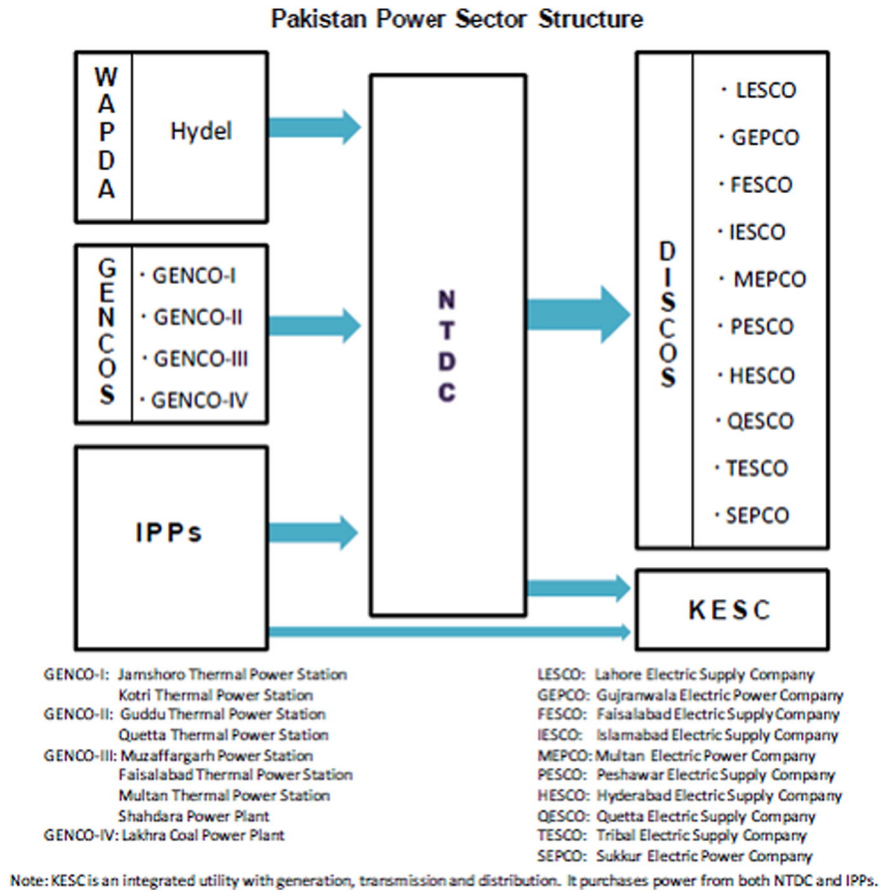 Pakistan Power Sector Structure
WAPDA
Hydel
GENCOS
· GENCO-I
· GENCO-II
· GENCO-III
· GENCO-IV
IPPs
NTDC
DISCOS
· LESCO
· GEPCO
· FESCO
· IESCO
· MEPCO
· PESCO
· HESCO
· QESCO
· TESCO
· SEPCO
KESC
GENCO-I: Jamshoro Thermal Power Station
Kotri Thermal Power Station
GENCO-II: Guddu Thermal Power Station
Quetta Thermal Power Station
GENCO-III: Muzaffargarh Power Station
Faisalabad Thermal Power Station
Multan Thermal Power Station
Shahdara Power Plant
GENCO-IV: Lakhra Coal Power Plant
LESCO: Lahore Electric Supply Company
GEPCO: Gujranwala Electric Power Company
FESCO: Faisalabad Electric Supply Company
IESCO: Islamabad Electric Supply Company
MEPCO: Multan Electric Power Company
PESCO: Peshawar Electric Supply Company
HESCO: Hyderabad Electric Supply Company
QESCO: Quetta Electric Supply Company
TESCO: Tribal Electric Supply Company
SEPCO: Sukkur Electric Power Company
Note: KESC is an integrated utility with generation, transmission and distribution. It purchases power from both NTDC and IPPs.